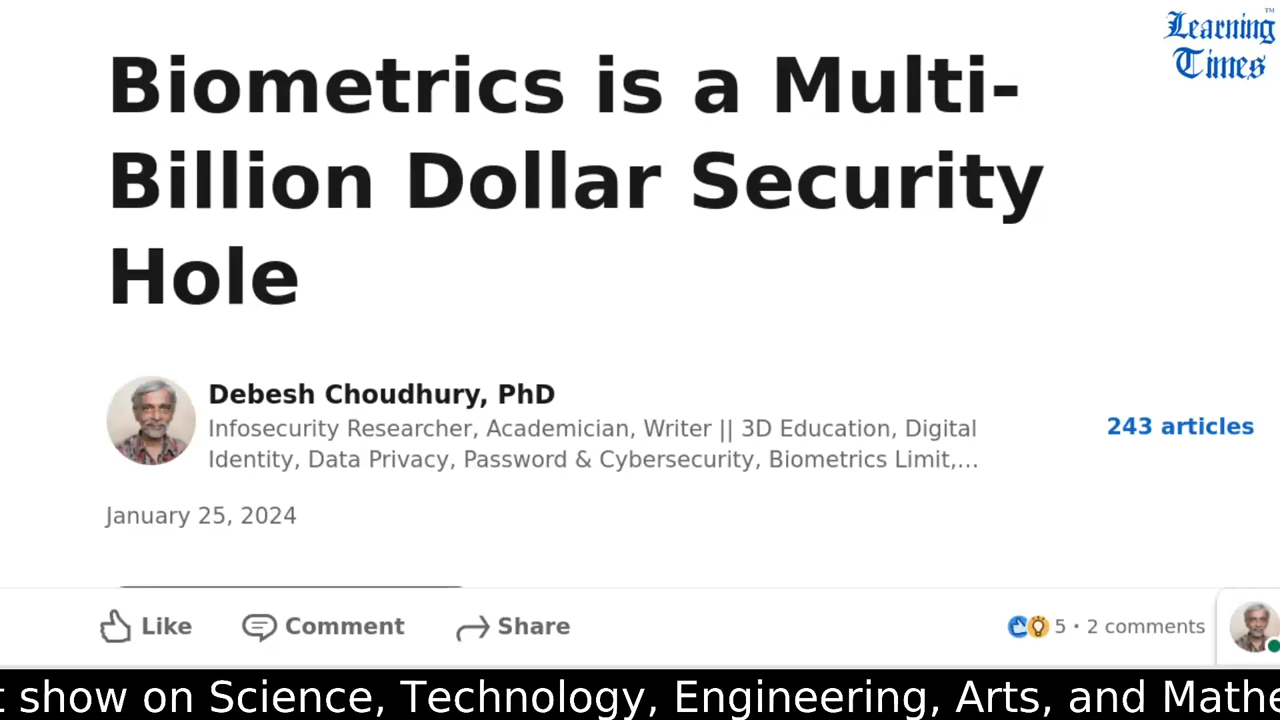 Learning
Times
TM
Biometrics is a Multi-
Billion Dollar Security
Hole
Debesh Choudhury, PhD
Infosecurity Researcher, Academician, Writer || 3D Education, Digital
Identity, Data Privacy, Password & Cybersecurity, Biometrics Limit,...
243 articles
January 25, 2024
Like Comment Share 5 · 2 comments
t show on Science, Technology, Engineering, Arts, and Mathe